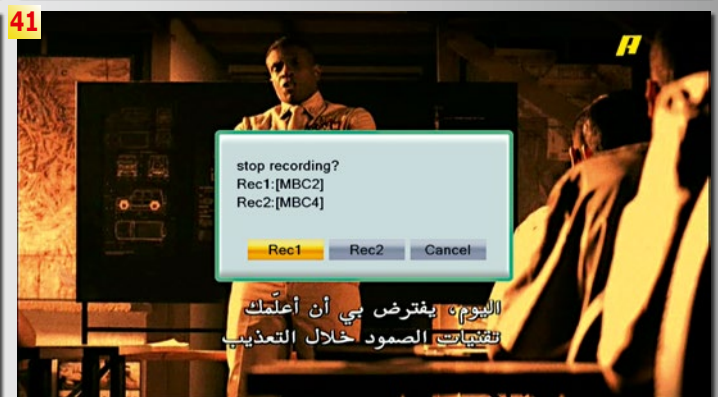 41
stop recording?
Rec1:[MBC2]
Rec2:[MBC4]
Rec1 Rec2 Cancel
اليوم، يفترض بي أن أعلّمك
تقنيات الصمود خلال التعذيب